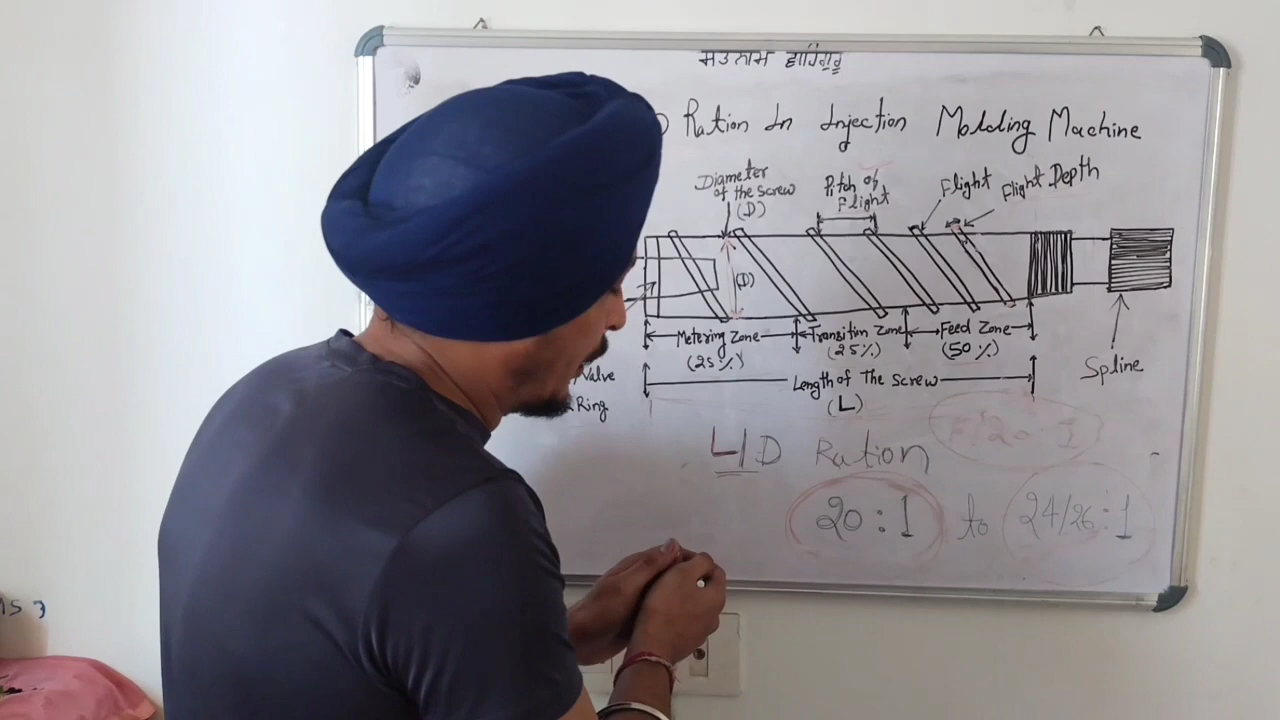 ਸਤਨਾਮ ਵਾਹਿਗੁਰੂ
Ration In Injection Molding Machine
Diameter
of the screw
(D)
Pitch of
Flight
Flight
Flight Depth
(D)
Metering Zone
(25%)
Transition Zone
(25%)
Feed Zone
(50%)
Valve
Ring
Length of The Screw
(L)
Spline
L/D Ration
20:1 to 24/26:1